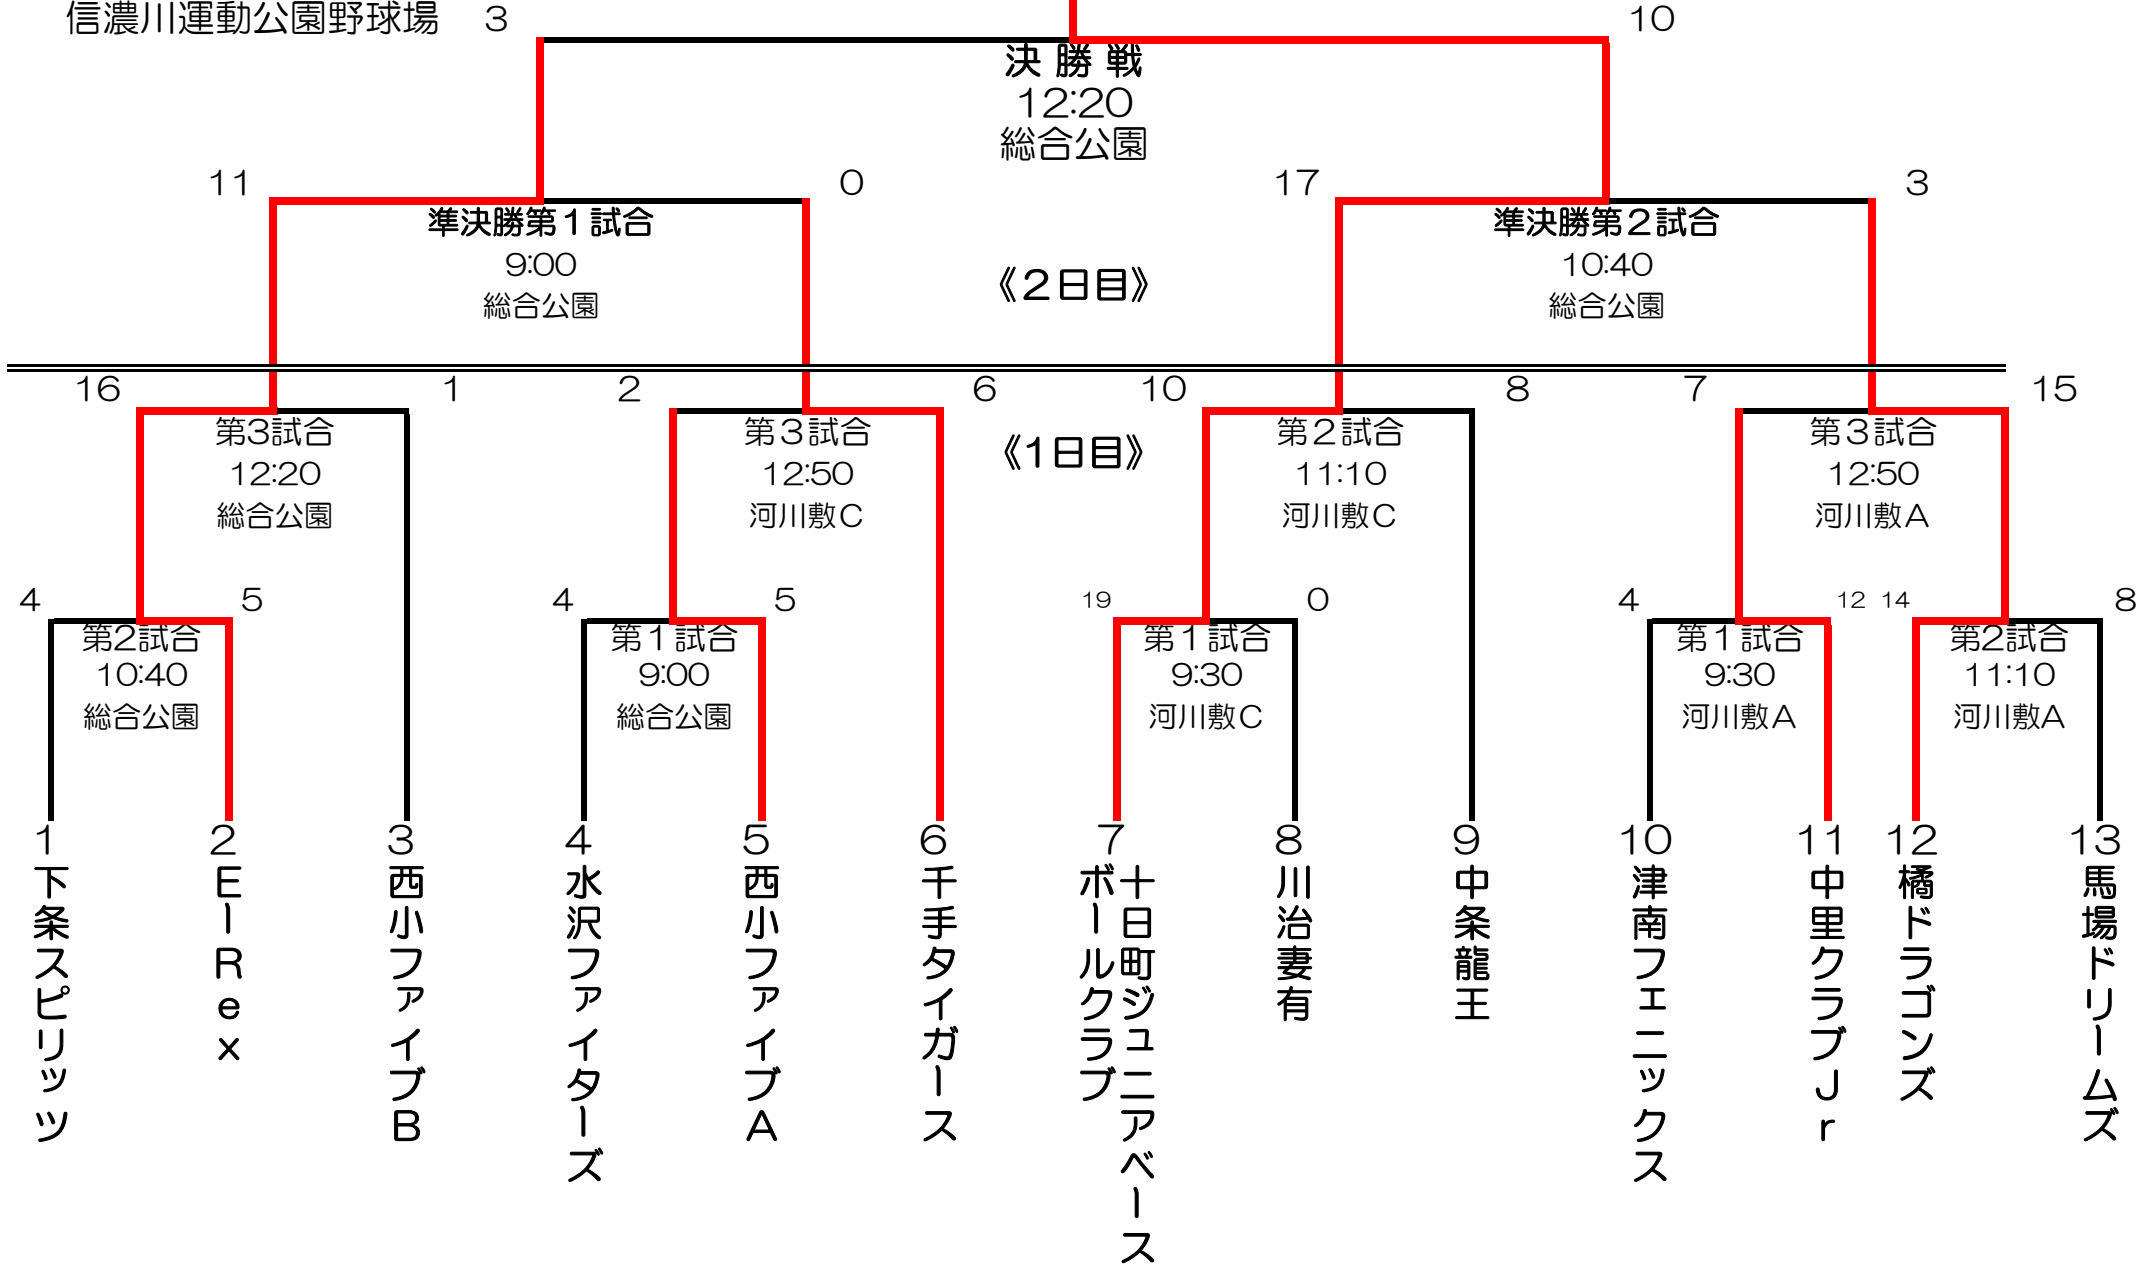 信濃川運動公園野球場
3
10
決勝戦
12:20
総合公園
11
0
17
3
準決勝第１試合
9:00
総合公園
《２日目》
準決勝第２試合
10:40
総合公園
16
1
2
6
10
8
7
15
第3試合
12:20
総合公園
第３試合
12:50
河川敷Ｃ
《1日目》
第２試合
11:10
河川敷Ｃ
第３試合
12:50
河川敷Ａ
4
5
4
5
19
0
4
12
14
8
第2試合
10:40
総合公園
第１試合
9:00
総合公園
第１試合
9:30
河川敷Ｃ
第１試合
9:30
河川敷Ａ
第2試合
11:10
河川敷A
1
2
3
4
5
6
7
8
9
10
11
12
13
下条スピリッツ
ＥーＲｅｘ
西小ファイブＢ
水沢ファイターズ
西小ファイブＡ
千手タイガース
十日町ジュニアベース
ボールクラブ
川治妻有
中条龍王
津南フェニックス
中里クラブＪｒ
橘ドラゴンズ
馬場ドリームズ